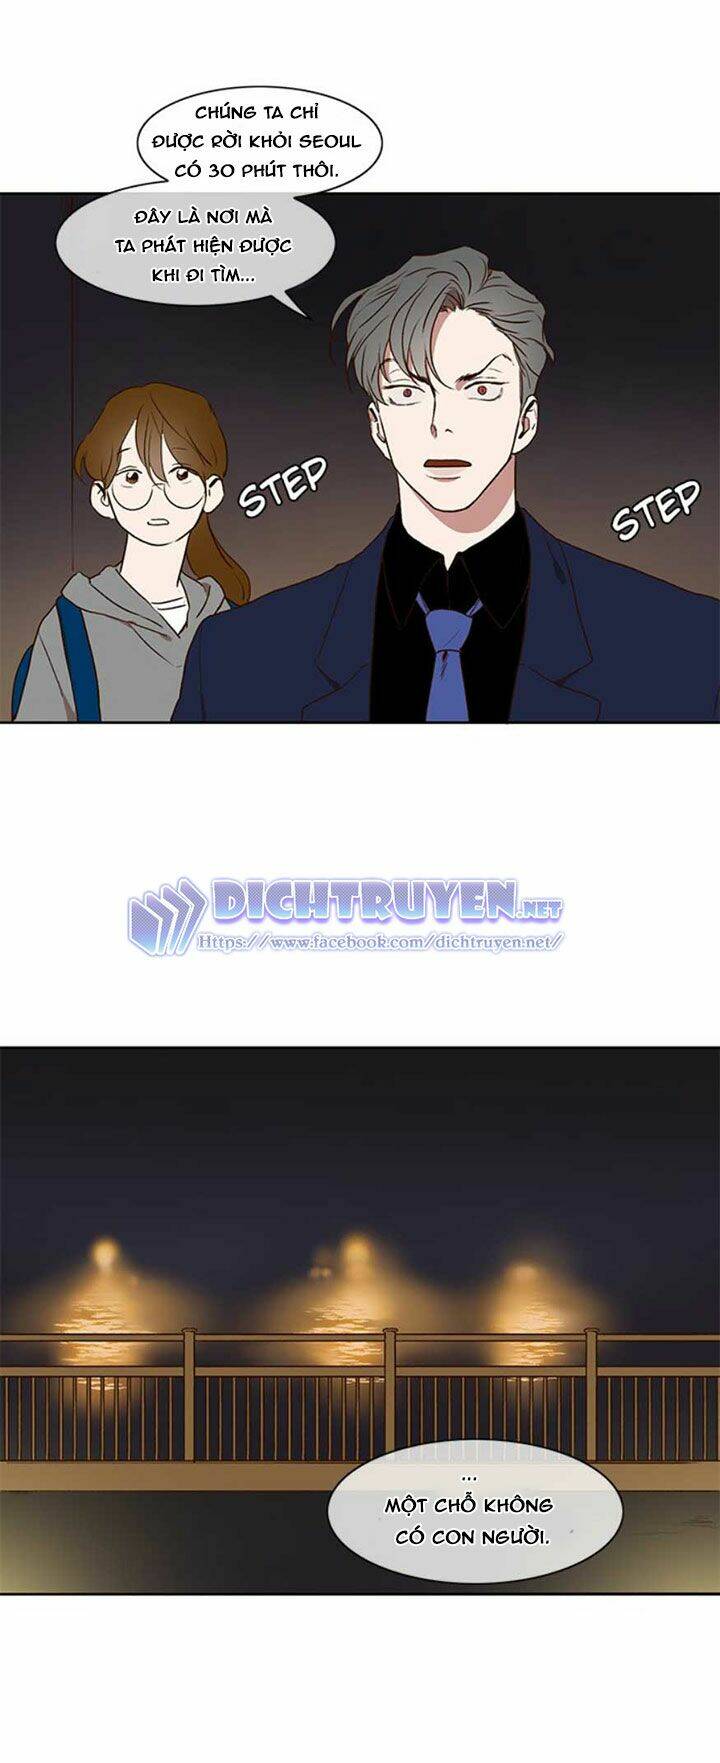 CHÚNG TA CHỈ
ĐƯỢC RỜI KHỎI SEOUL
CÓ 30 PHÚT THÔI.
ĐÂY LÀ NƠI MÀ
TA PHÁT HIỆN ĐƯỢC
KHI ĐI TÌM...
STEP
STEP
DICHTRUYEN.NET
Https://www.facebook.com/dichtruyen.net/
...
MỘT CHỖ KHÔNG
CÓ CON NGƯỜI.